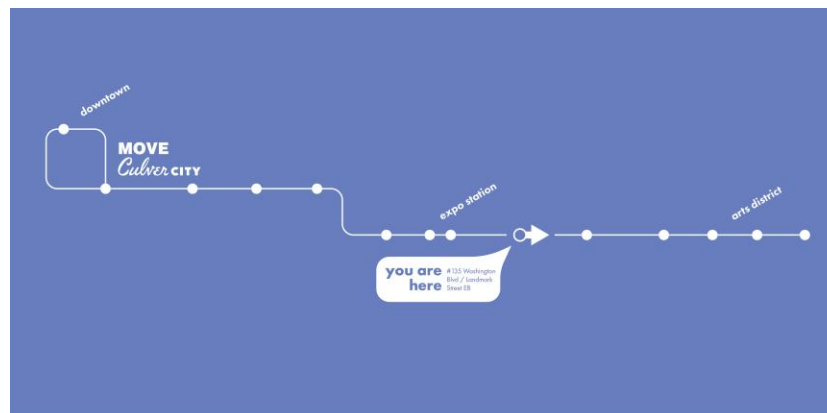 downtown
MOVE
Culver CITY
expo station
arts district
you are
here
#135 Washington
Blvd / Landmark
Street EB